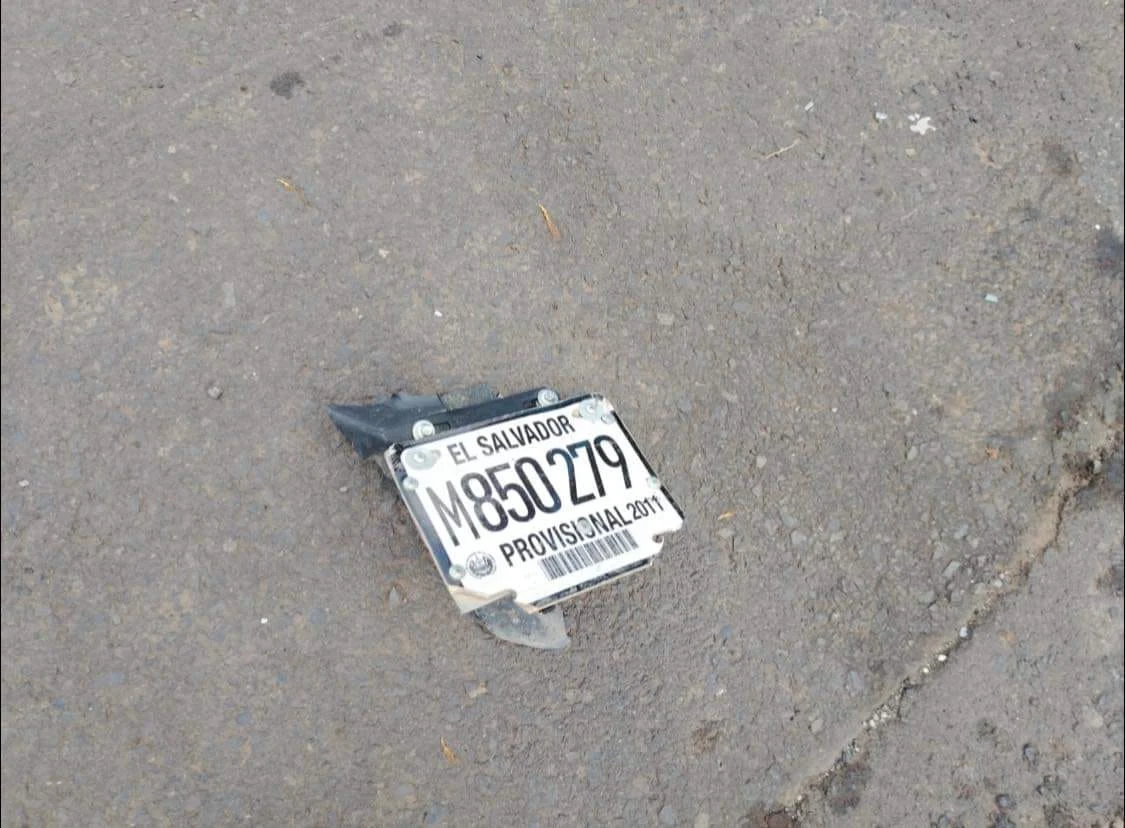 EL SALVADOR
M850279
PROVISIONAL 2011